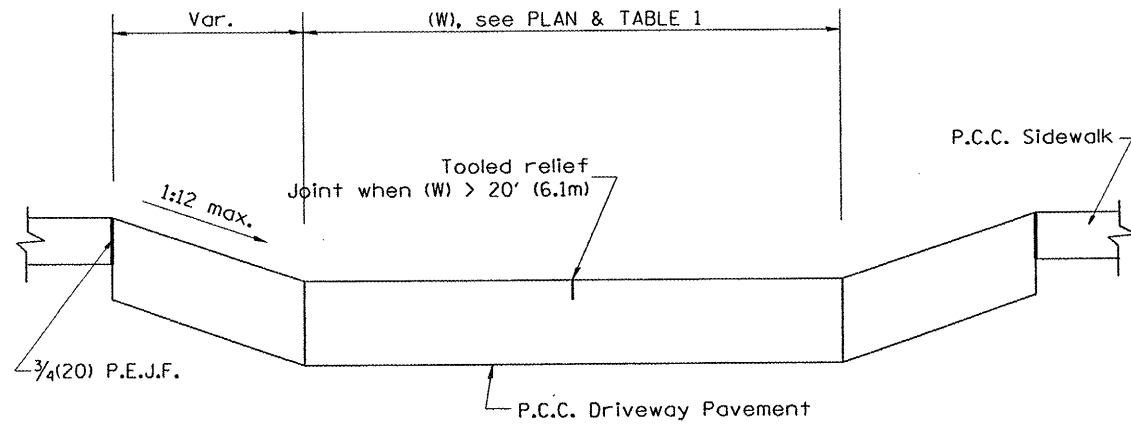 Var.
(W), see PLAN & TABLE 1
P.C.C. Sidewalk
Tooled relief
Joint when (W) > 20' (6.1m)
1:12 max.
3/4(20) P.E.J.F.
P.C.C. Driveway Pavement